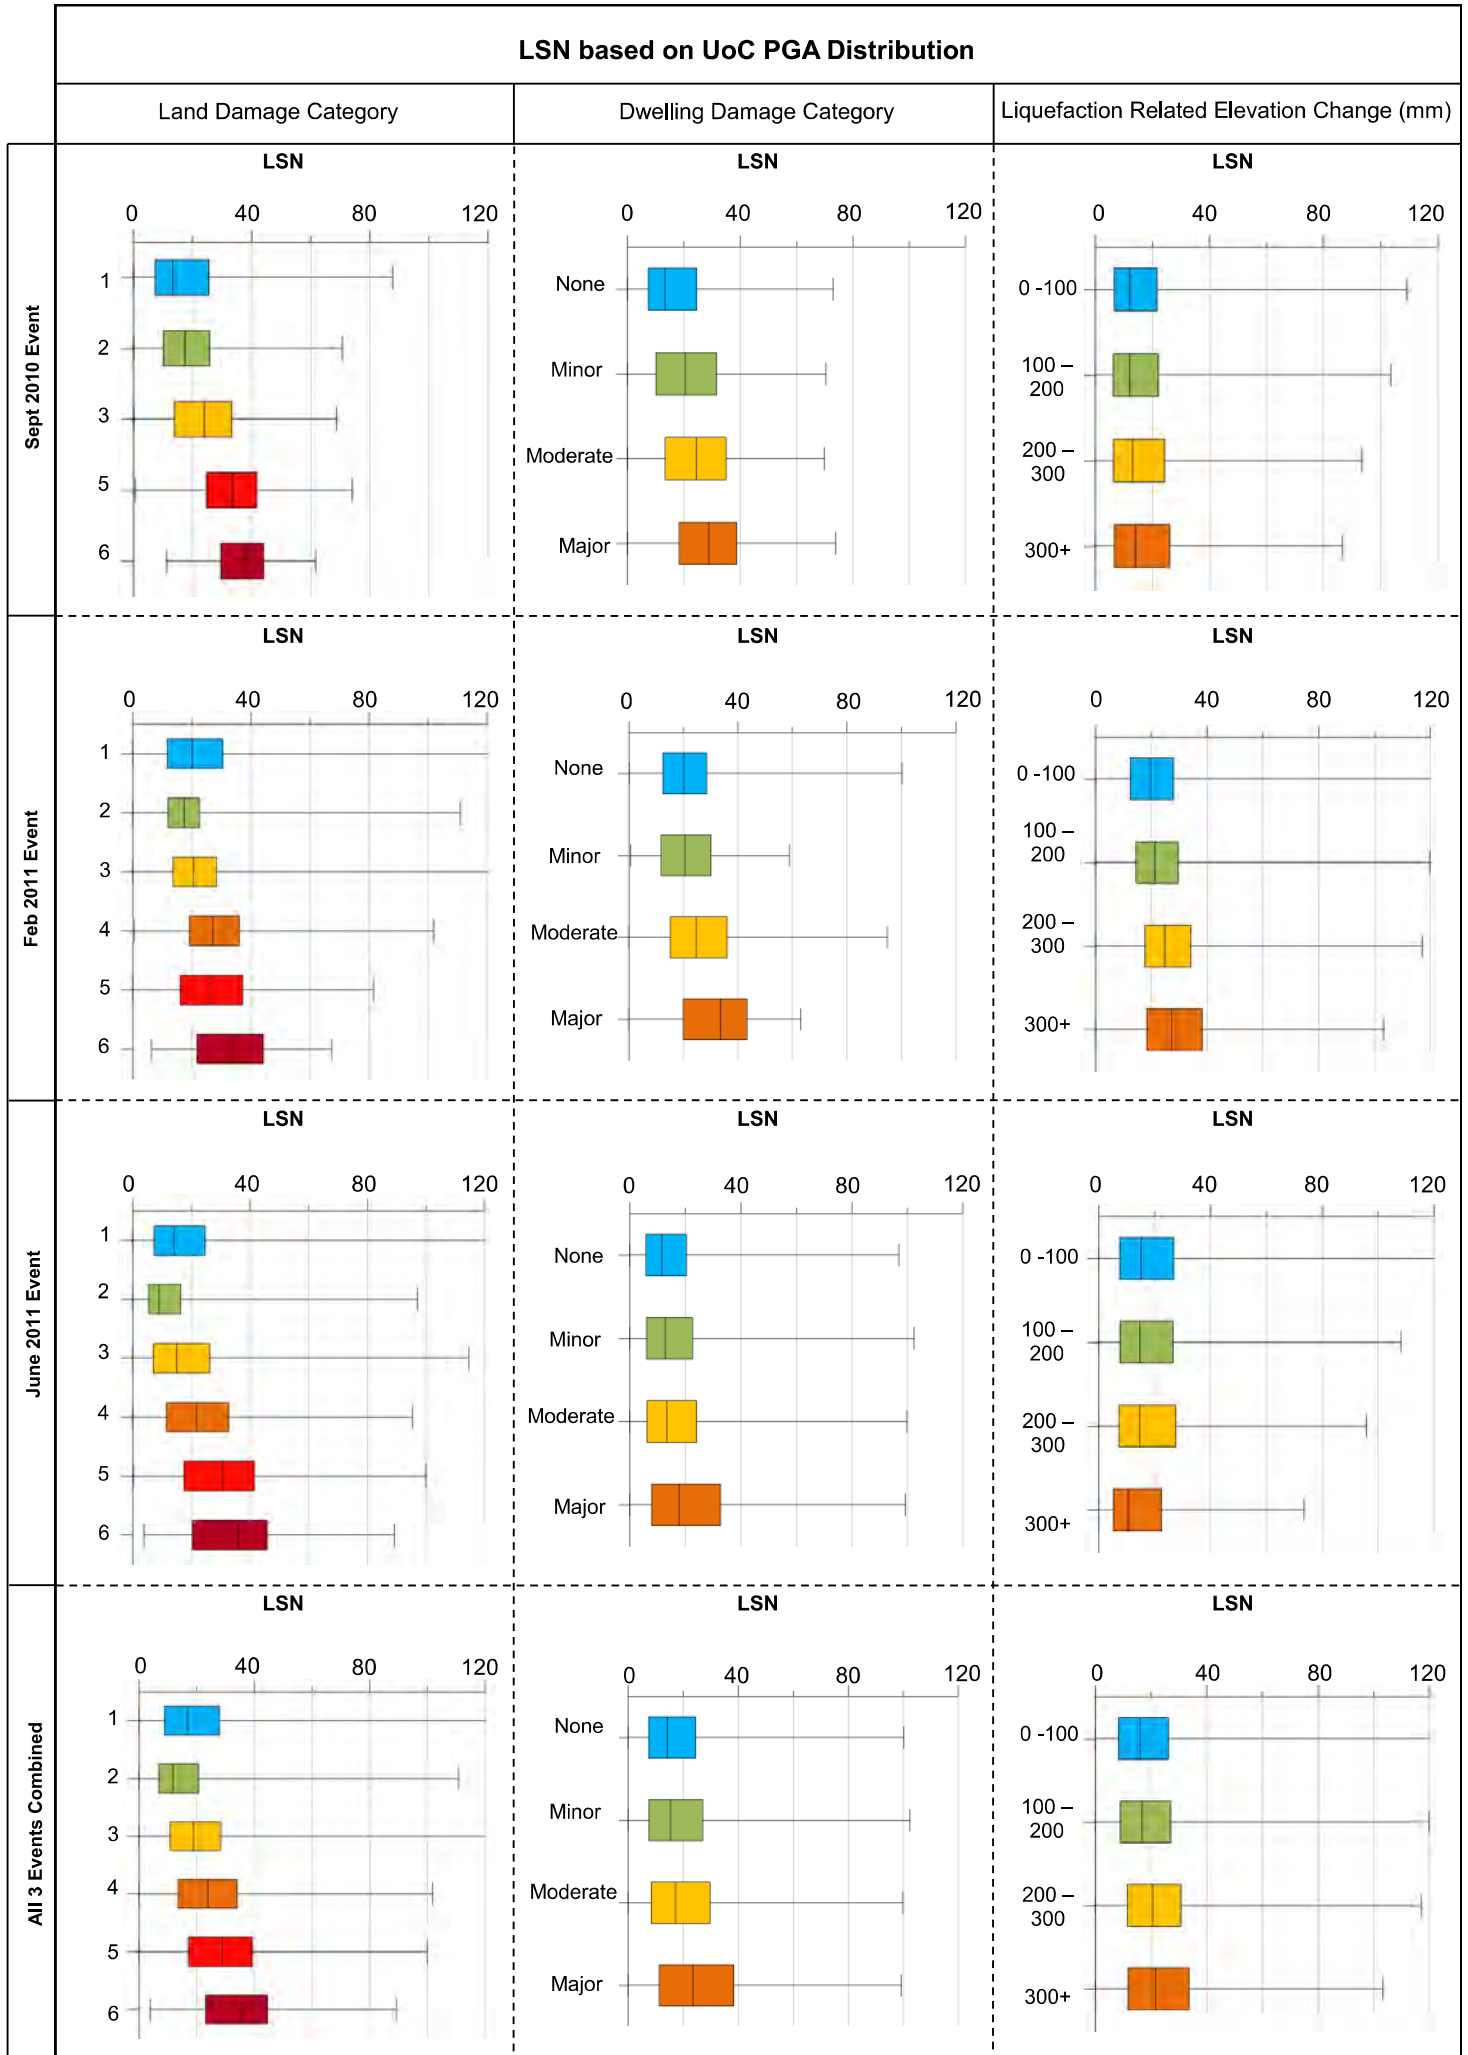 LSN based on UoC PGA Distribution
Land Damage Category
Dwelling Damage Category
Liquefaction Related Elevation Change (mm)
Sept 2010 Event
LSN
0 40 80 120
1
2
3
5
6
LSN
0 40 80 120
None
Minor
Moderate
Major
LSN
0 40 80 120
0 -100
100 –
200
200 –
300
300+
Feb 2011 Event
LSN
0 40 80 120
1
2
3
4
5
6
LSN
0 40 80 120
None
Minor
Moderate
Major
LSN
0 40 80 120
0 -100
100 –
200
200 –
300
300+
June 2011 Event
LSN
0 40 80 120
1
2
3
4
5
6
LSN
0 40 80 120
None
Minor
Moderate
Major
LSN
0 40 80 120
0 -100
100 –
200
200 –
300
300+
All 3 Events Combined
LSN
0 40 80 120
1
2
3
4
5
6
LSN
0 40 80 120
None
Minor
Moderate
Major
LSN
0 40 80 120
0 -100
100 –
200
200 –
300
300+